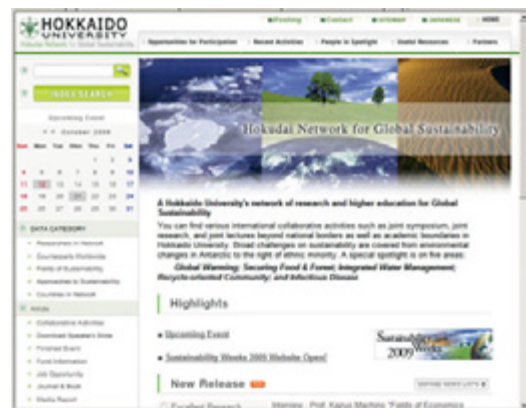 HOKKAIDO
UNIVERSITY
Hokudai Network for Global Sustainability
Contact
SITEMAP
JAPANESE
HOME
Opportunities for Participation
Recent Activities
People in Spotlight
Useful Resources
Partners
INDEX SEARCH
Upcoming Event
October 2009
Sun Mon Tue Wed Thu Fri Sat
1 2 3
4 5 6 7 8 9 10
11 12 13 14 15 16 17
18 19 20 21 22 23 24
25 26 27 28 29 30 31
DATA CATEGORY
Researches in Network
Counterparts Worldwide
Fields of Sustainability
Approaches to Sustainability
Countries in Network
Article
Collaborative Activities
Download Speaker's Slides
Finished Event
Fund Information
Job Opportunity
Journal & Book
Media Report
Hokudai Network for Global Sustainability
A Hokkaido University's network of research and higher education for Global
Sustainability
You can find various international collaborative activities such as joint symposium, joint
research, and joint lectures beyond national borders as well as academic boundaries in
Hokkaido University. Broad challenges on sustainability are covered from environmental
changes in Antarctic to the right of ethnic minority. A special spotlight is on five areas:
Global Warming; Securing Food & Forest; Integrated Water Management;
Recycle-oriented Community; and Infectious Disease
Highlights
Upcoming Event
Sustainability Weeks 2009 Website Open!
Sustainability
Weeks
2009
New Release
Excellent Research
Interview : Prof. Kapus Machino "Fields of Economics